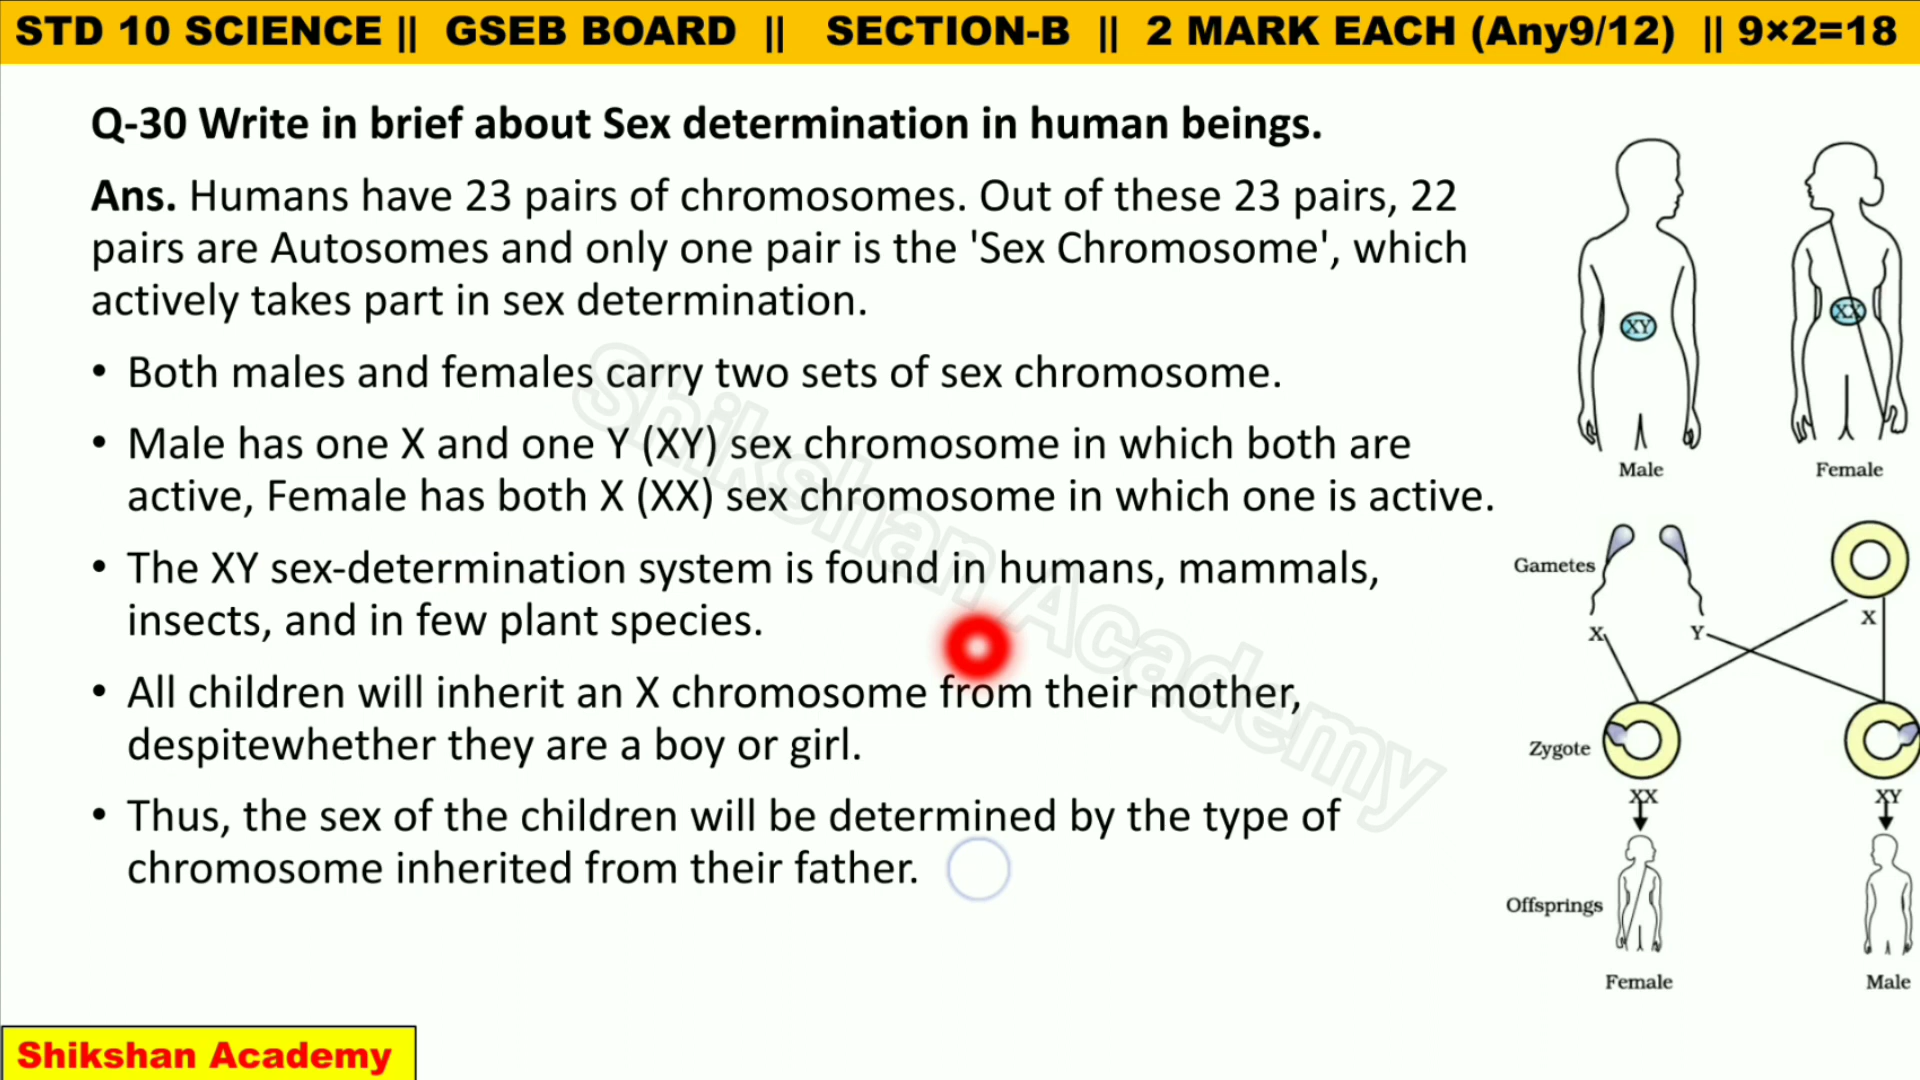 STD 10 SCIENCE || GSEB BOARD || SECTION-B || 2 MARK EACH (Any9/12) || 9×2=18
Q-30 Write in brief about Sex determination in human beings.
Ans. Humans have 23 pairs of chromosomes. Out of these 23 pairs, 22
pairs are Autosomes and only one pair is the 'Sex Chromosome', which
actively takes part in sex determination.
• Both males and females carry two sets of sex chromosome.
• Male has one X and one Y (XY) sex chromosome in which both are
active, Female has both X (XX) sex chromosome in which one is active.
• The XY sex-determination system is found in humans, mammals,
insects, and in few plant species.
• All children will inherit an X chromosome from their mother,
despitewhether they are a boy or girl.
• Thus, the sex of the children will be determined by the type of
chromosome inherited from their father.
Shikshan Academy
XY
XX
Male
Female
Gametes
X
Y
X
Zygote
XX
XY
Offsprings
Female
Male
Shikshan Academy